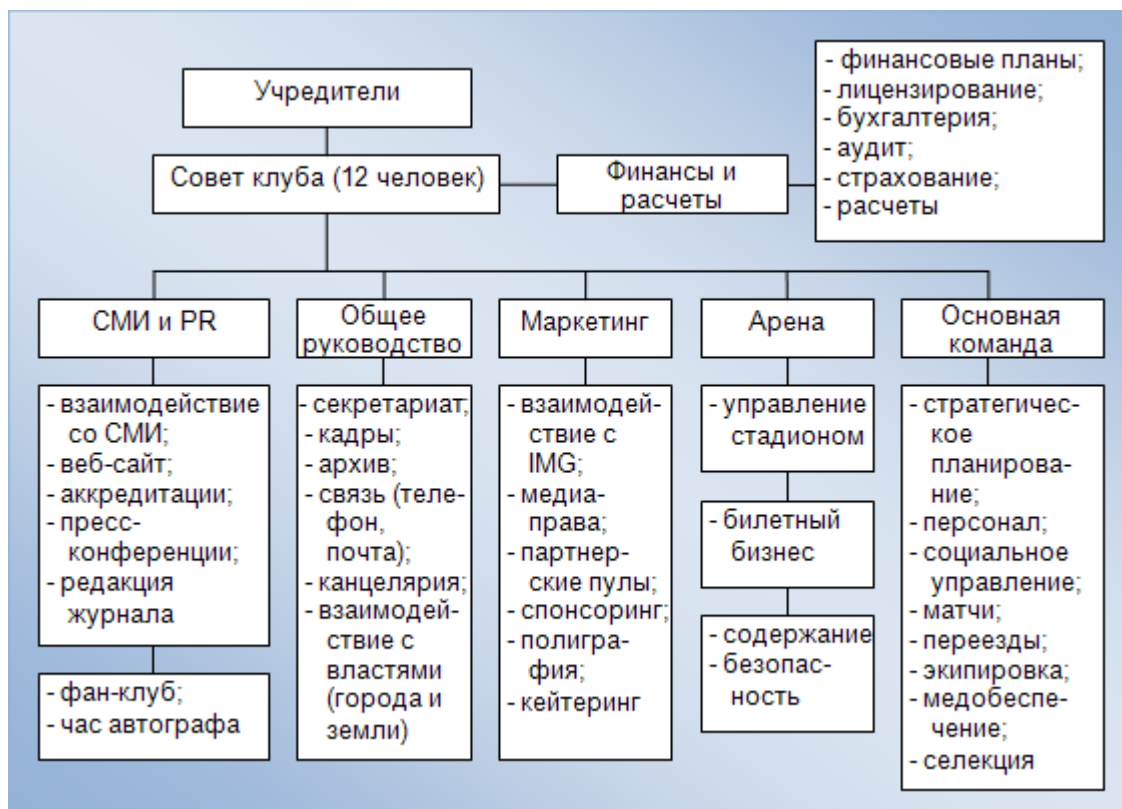 Учредители
- финансовые планы;
- лицензирование;
- бухгалтерия;
- аудит;
- страхование;
- расчеты
Совет клуба (12 человек)
Финансы и
расчеты
СМИ и PR
Общее
руководство
Маркетинг
Арена
Основная
команда
- взаимодействие
со СМИ;
- веб-сайт;
- аккредитации;
- пресс-
конференции;
- редакция
журнала
- фан-клуб;
- час автографа
- секретариат;
- кадры;
- архив;
- связь (теле-
фон,
почта);
- канцелярия;
- взаимодей-
ствие с
властями
(города и
земли)
- взаимодей-
ствие с
IMG;
- медиа-
права;
- партнер-
ские пулы;
- спонсоринг;
- полигра-
фия;
- кейтеринг
- управление
стадионом
- билетный
бизнес
- содержание
- безопас-
ность
- стратегичес-
кое
планирова-
ние;
- персонал;
- социальное
управление;
- матчи;
- переезды;
- экипировка;
- медобеспе-
чение;
- селекция